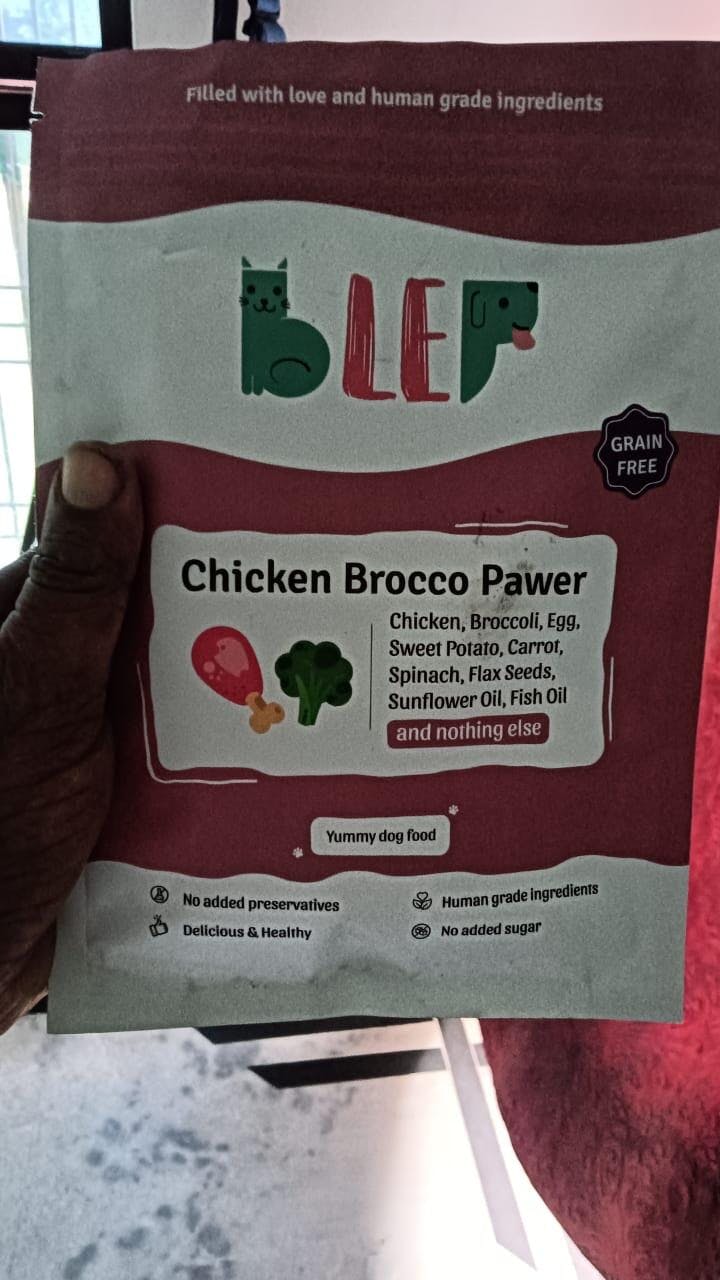 Filled with love and human grade ingredients
bLEP
GRAIN
FREE
Chicken Brocco Pawer
Chicken, Broccoli, Egg,
Sweet Potato, Carrot,
Spinach, Flax Seeds,
Sunflower Oil, Fish Oil
and nothing else
Yummy dog food
No added preservatives
Human grade ingredients
Delicious & Healthy
No added sugar